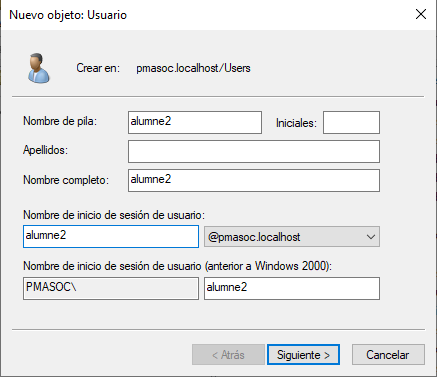 Nuevo objeto: Usuario
Crear en: pmasoc.localhost/Users
Nombre de pila: alumne2 Iniciales:
Apellidos:
Nombre completo: alumne2
Nombre de inicio de sesión de usuario:
alumne2 @pmasoc.localhost
Nombre de inicio de sesión de usuario (anterior a Windows 2000):
PMASOC\ alumne2
< Atrás Siguiente > Cancelar